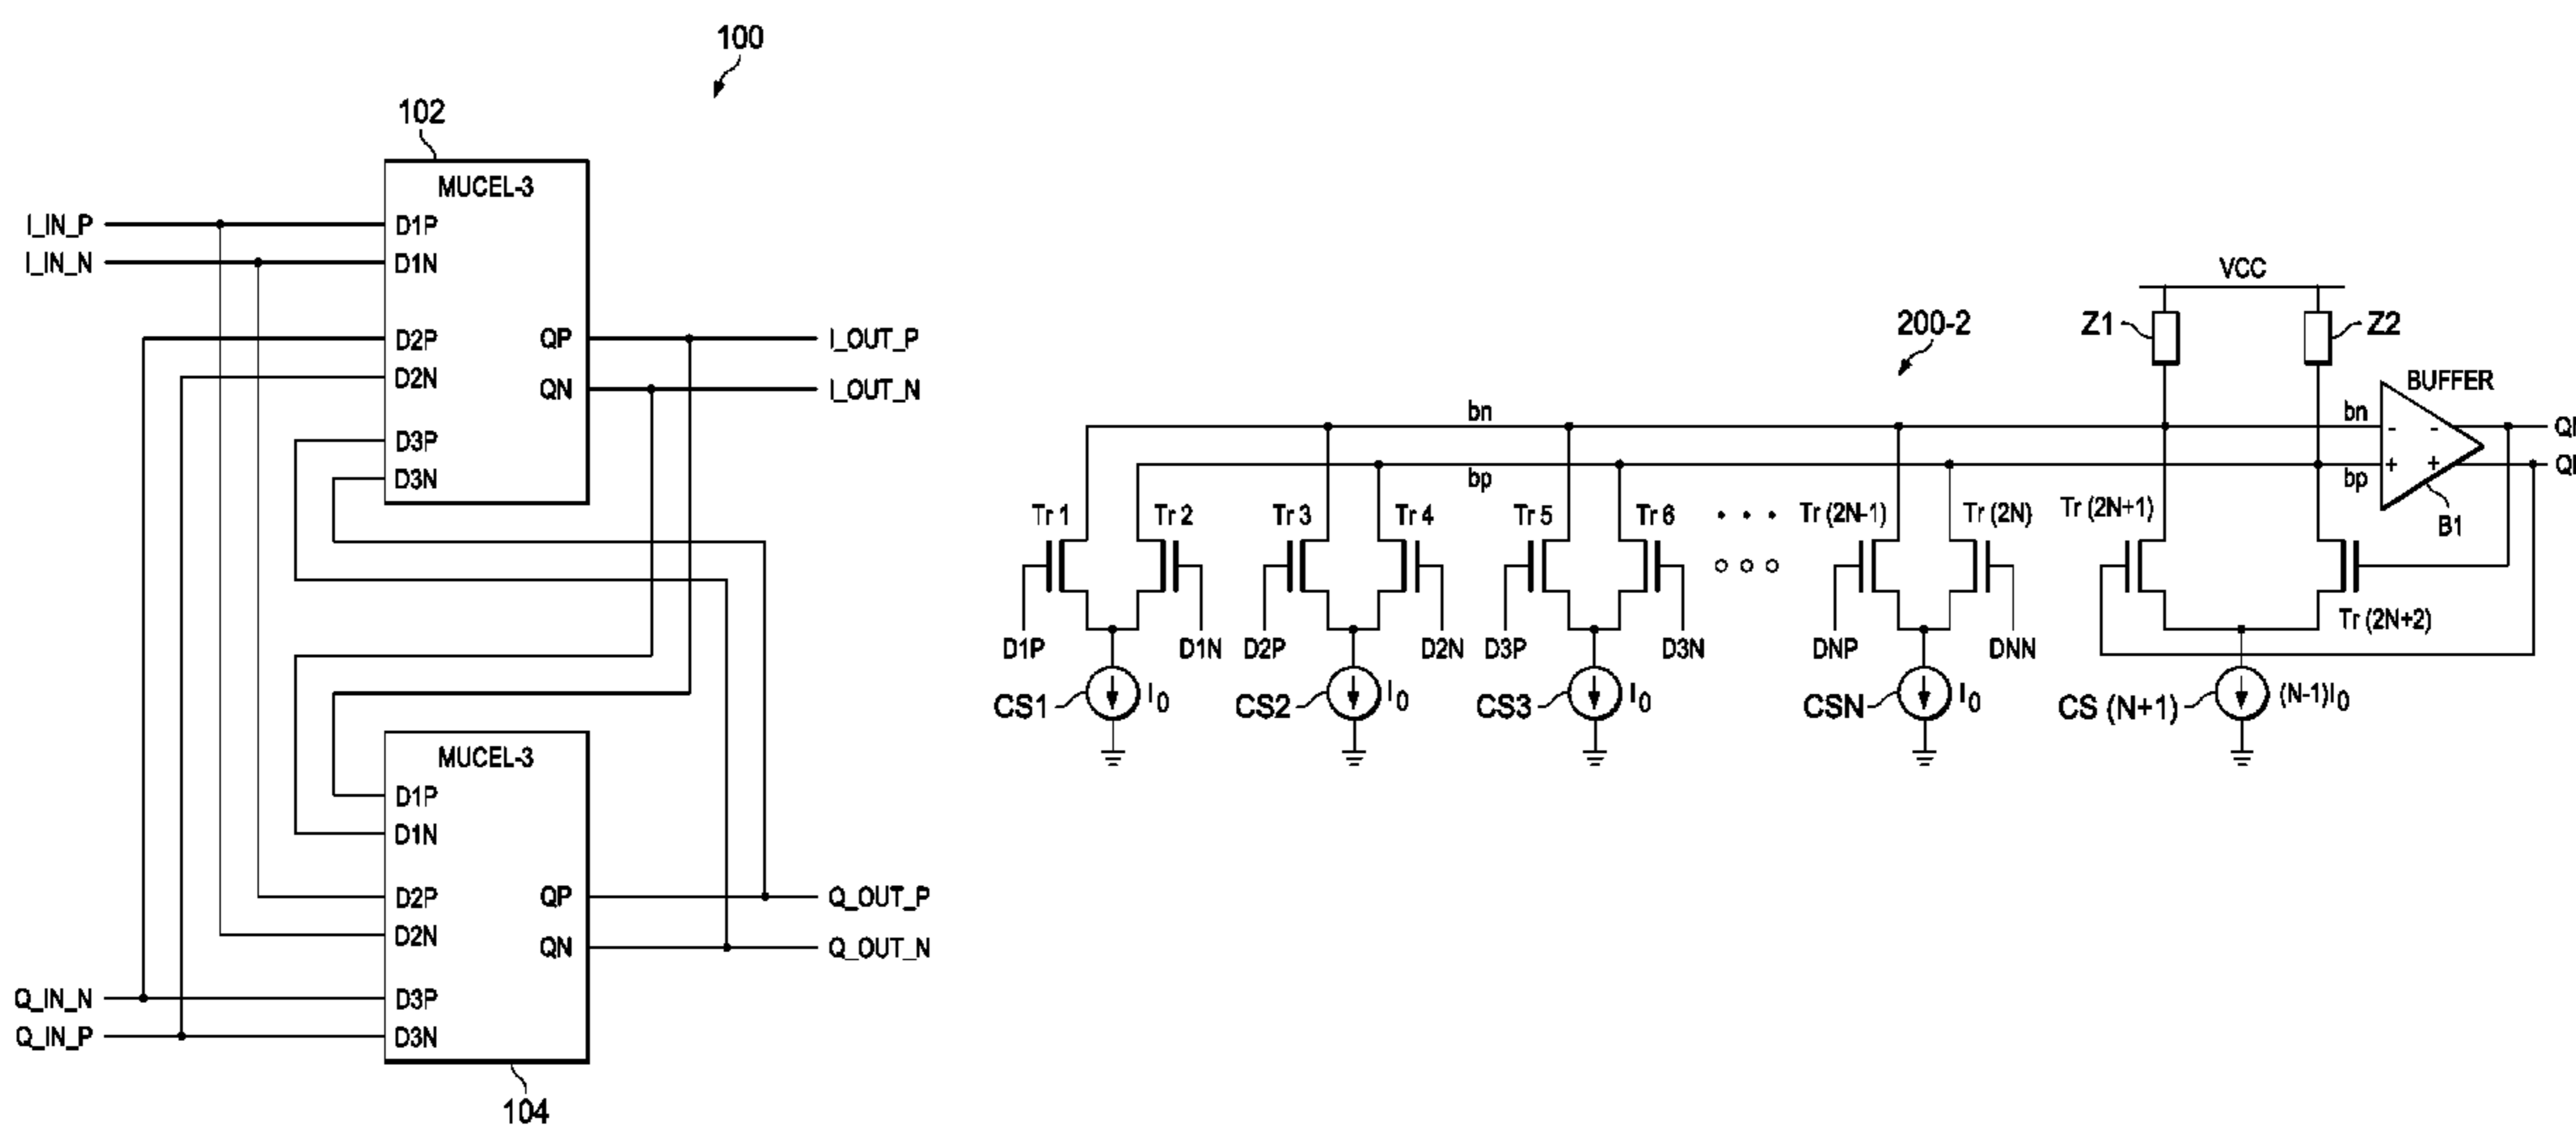 100
102
MUCEL-3
I_IN_P
D1P
I_IN_N
D1N
D2P
QP
I_OUT_P
D2N
QN
I_OUT_N
D3P
D3N
MUCEL-3
D1P
D1N
D2P
QP
Q_OUT_P
D2N
QN
Q_OUT_N
Q_IN_N
D3P
Q_IN_P
D3N
104
VCC
200-2
Z1
Z2
BUFFER
bn
bn
- -
bp
bp
+ +
B1
Tr 1
Tr 2
Tr 3
Tr 4
Tr 5
Tr 6
• • •
Tr (2N-1)
Tr (2N)
Tr (2N+1)
Tr (2N+2)
D1P
D1N
D2P
D2N
D3P
D3N
DNP
DNN
CS1
I0
CS2
I0
CS3
I0
CSN
I0
CS (N+1)
(N-1)I0